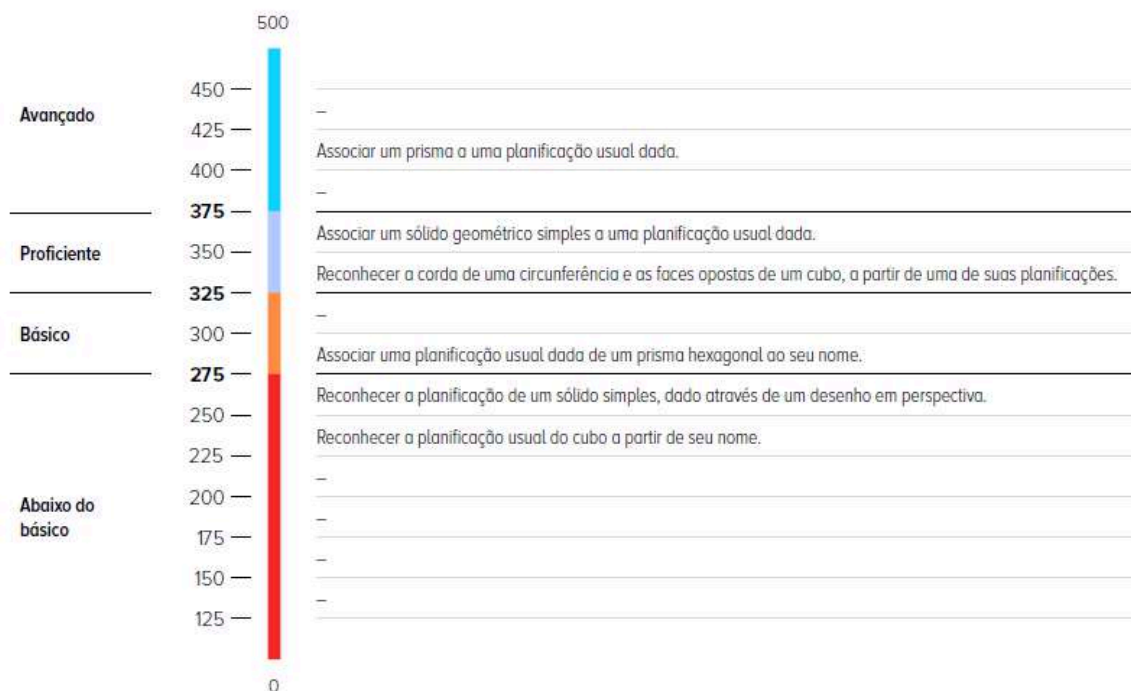 500
450
Avançado
–
425
Associar um prisma a uma planificação usual dada.
400
–
375
Associar um sólido geométrico simples a uma planificação usual dada.
Proficiente
350
Reconhecer a corda de uma circunferência e as faces opostas de um cubo, a partir de uma de suas planificações.
325
–
Básico
300
Associar uma planificação usual dada de um prisma hexagonal ao seu nome.
275
Reconhecer a planificação de um sólido simples, dado através de um desenho em perspectiva.
250
Reconhecer a planificação usual do cubo a partir de seu nome.
225
–
200
Abaixo do
básico
–
175
–
150
–
125
0